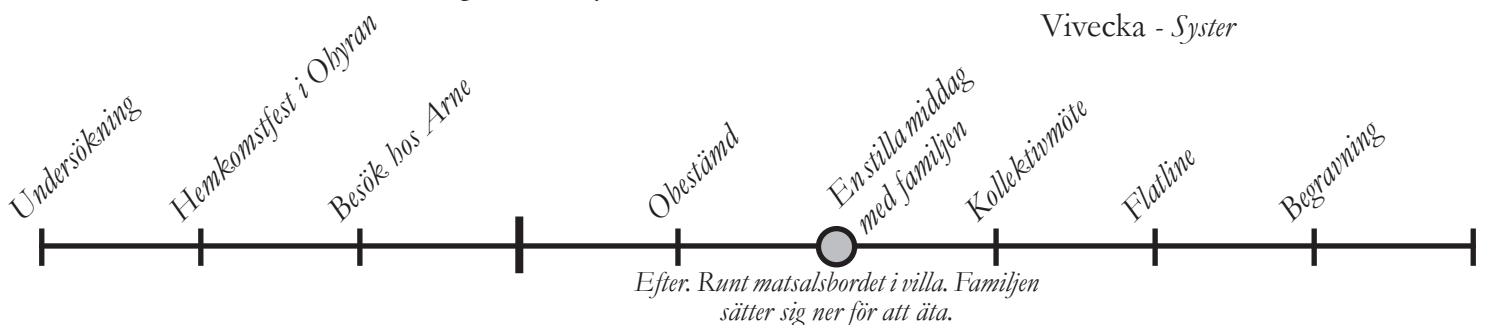 Vivecka - Syster
Undersökning
Hemkomstfest i Ohyran
Besök hos Arne
Obestämd
En stilla middag
med familjen
Kollektivmöte
Flatline
Begravning
Efter. Runt matsalsbordet i villa. Familjen
sätter sig ner för att äta.